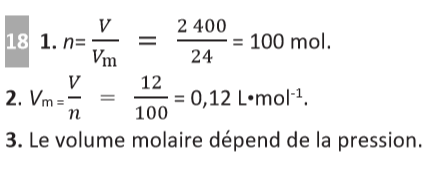 18 1. n= V/Vm = 2 400/24 = 100 mol.
2. Vm = V/n = 12/100 = 0,12 L•mol⁻¹.
3. Le volume molaire dépend de la pression.